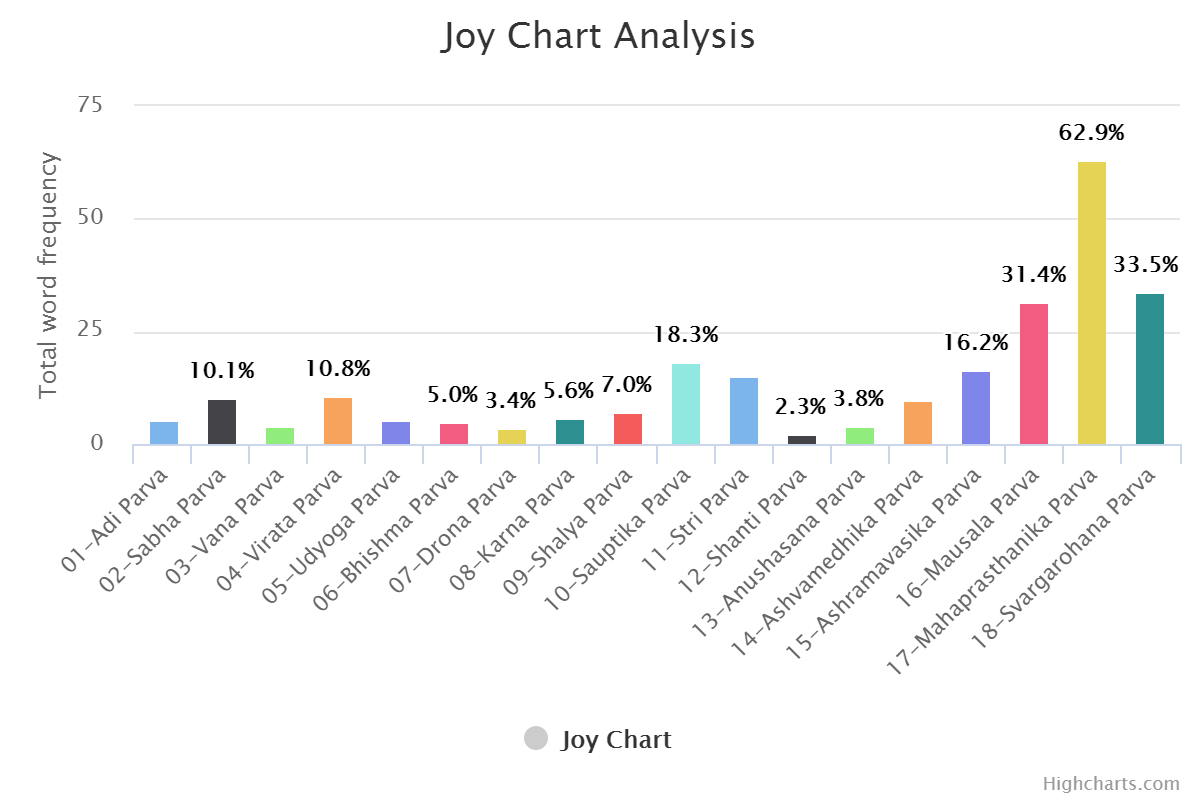 Joy Chart Analysis
Total word frequency
75
50
25
0
10.1%
10.8%
5.0%
3.4%
5.6%
7.0%
18.3%
2.3%
3.8%
16.2%
31.4%
62.9%
33.5%
01-Adi Parva
02-Sabha Parva
03-Vana Parva
04-Virata Parva
05-Udyoga Parva
06-Bhishma Parva
07-Drona Parva
08-Karna Parva
09-Shalya Parva
10-Sauptika Parva
11-Stri Parva
12-Shanti Parva
13-Anushasana Parva
14-Ashvamedhika Parva
15-Ashramavasika Parva
16-Mausala Parva
17-Mahaprasthanika Parva
18-Svargarohana Parva
Joy Chart
Highcharts.com